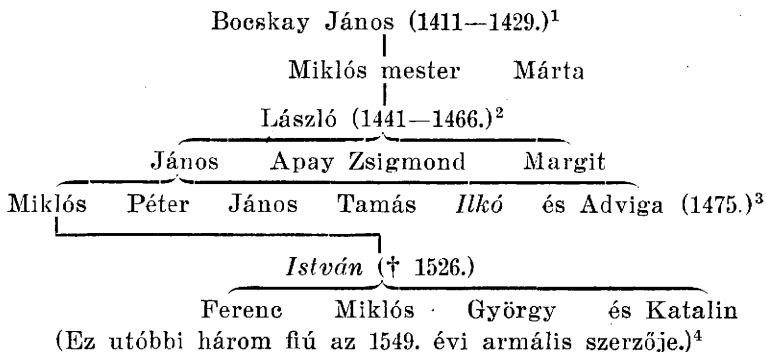 Bocskay János (1411—1429.)¹
Miklós mester Márta
László (1441—1466.)²
János Apay Zsigmond Margit
Miklós Péter János Tamás Ilkó és Adviga (1475.)³
István († 1526.)
Ferenc Miklós György és Katalin
(Ez utóbbi három fiú az 1549. évi armális szerzője.)⁴